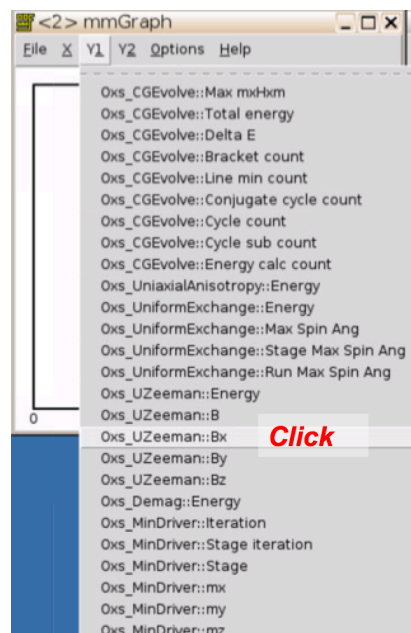 <2> mmGraph
File X Y1 Y2 Options Help
Oxs_CGEvolve::Max mxHxm
Oxs_CGEvolve::Total energy
Oxs_CGEvolve::Delta E
Oxs_CGEvolve::Bracket count
Oxs_CGEvolve::Line min count
Oxs_CGEvolve::Conjugate cycle count
Oxs_CGEvolve::Cycle count
Oxs_CGEvolve::Cycle sub count
Oxs_CGEvolve::Energy calc count
Oxs_UniaxialAnisotropy::Energy
Oxs_UniformExchange::Energy
Oxs_UniformExchange::Max Spin Ang
Oxs_UniformExchange::Stage Max Spin Ang
Oxs_UniformExchange::Run Max Spin Ang
Oxs_UZeeman::Energy
Oxs_UZeeman::B
0
Oxs_UZeeman::Bx Click
Oxs_UZeeman::By
Oxs_UZeeman::Bz
Oxs_Demag::Energy
Oxs_MinDriver::Iteration
Oxs_MinDriver::Stage iteration
Oxs_MinDriver::Stage
Oxs_MinDriver::mx
Oxs_MinDriver::my
Oxs_MinDriver::mz